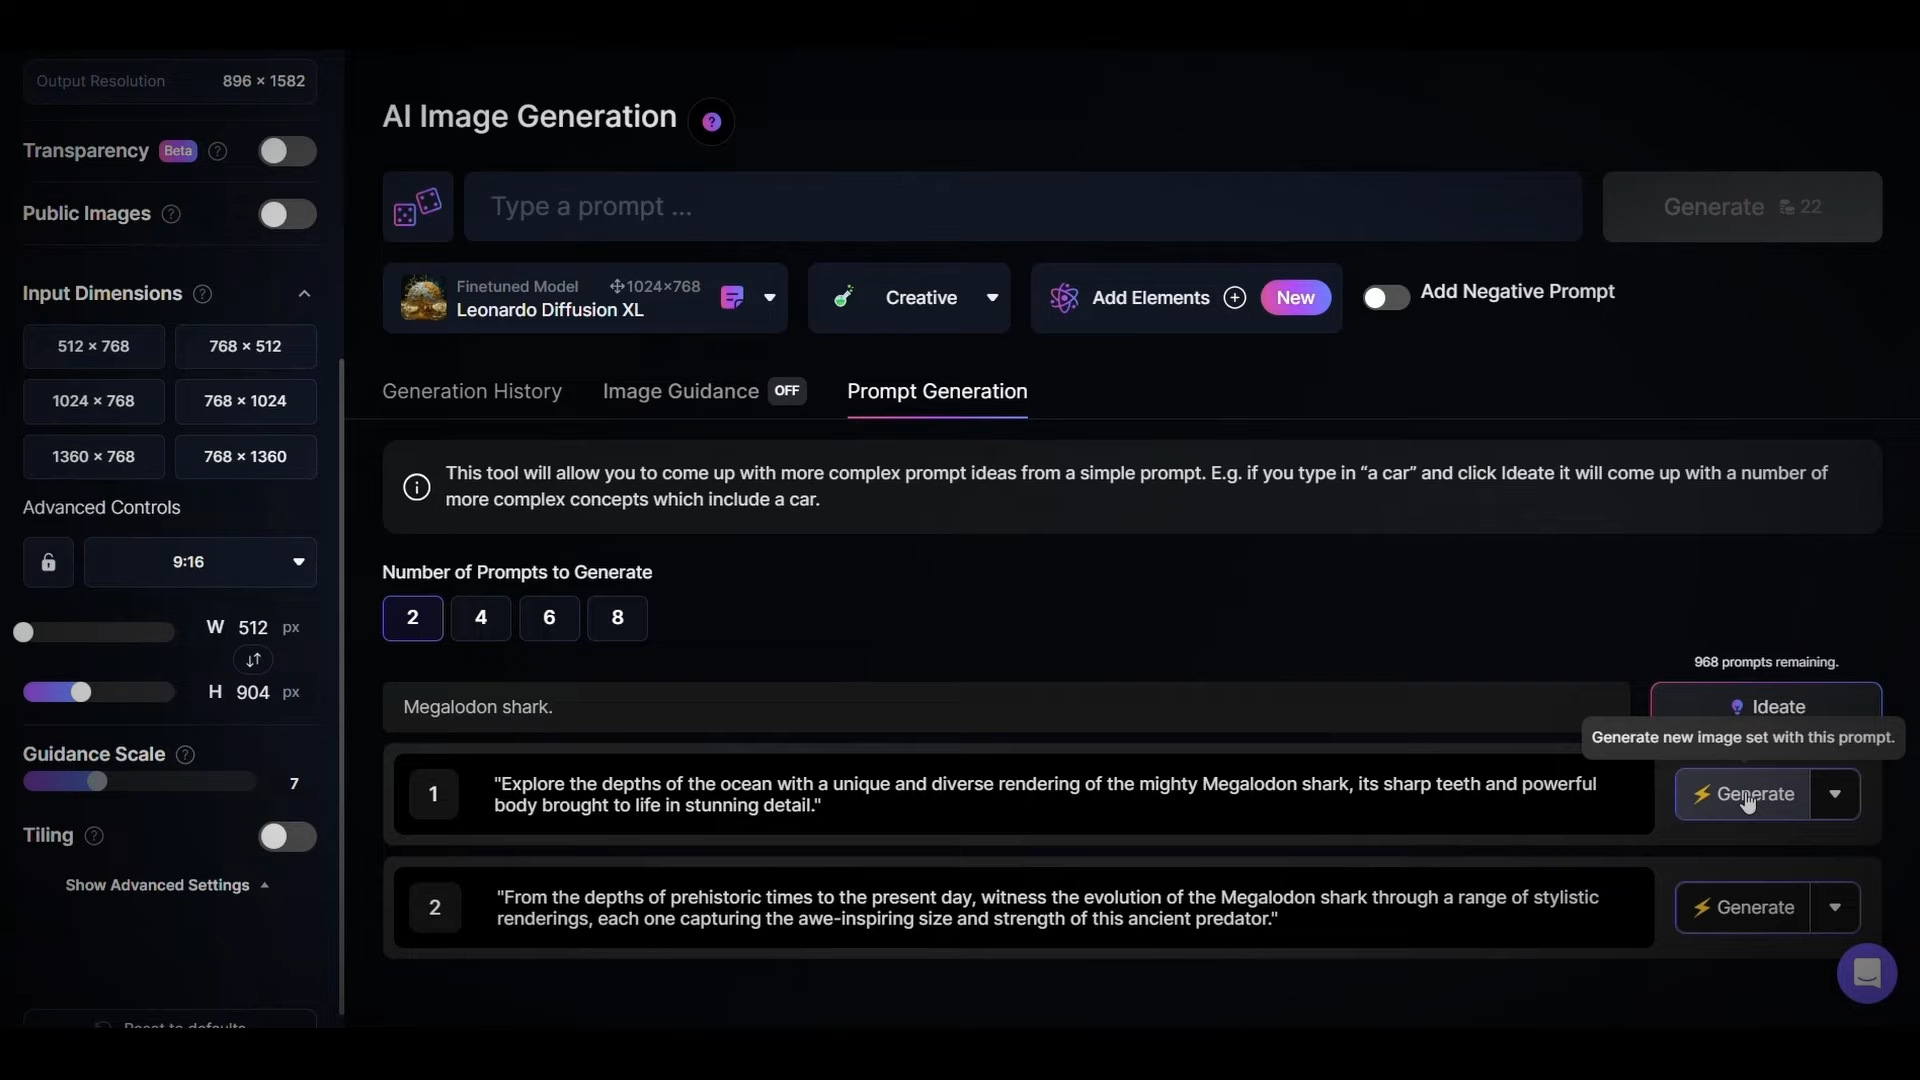 Output Resolution 896 × 1582
Transparency Beta ?
Public Images ?
Input Dimensions ?
512 × 768 768 × 512
1024 × 768 768 × 1024
1360 × 768 768 × 1360
Advanced Controls
9:16
W 512 px
H 904 px
Guidance Scale ?
7
Tiling ?
Show Advanced Settings
Reset to defaults
AI Image Generation ?
Type a prompt ...
Generate 22
Finetuned Model 1024×768
Leonardo Diffusion XL
Creative
Add Elements New
Add Negative Prompt
Generation History Image Guidance OFF Prompt Generation
This tool will allow you to come up with more complex prompt ideas from a simple prompt. E.g. if you type in “a car” and click Ideate it will come up with a number of
more complex concepts which include a car.
Number of Prompts to Generate
2 4 6 8
968 prompts remaining.
Megalodon shark.
Ideate
Generate new image set with this prompt.
1
"Explore the depths of the ocean with a unique and diverse rendering of the mighty Megalodon shark, its sharp teeth and powerful
body brought to life in stunning detail."
Generate
2
"From the depths of prehistoric times to the present day, witness the evolution of the Megalodon shark through a range of stylistic
renderings, each one capturing the awe-inspiring size and strength of this ancient predator."
Generate